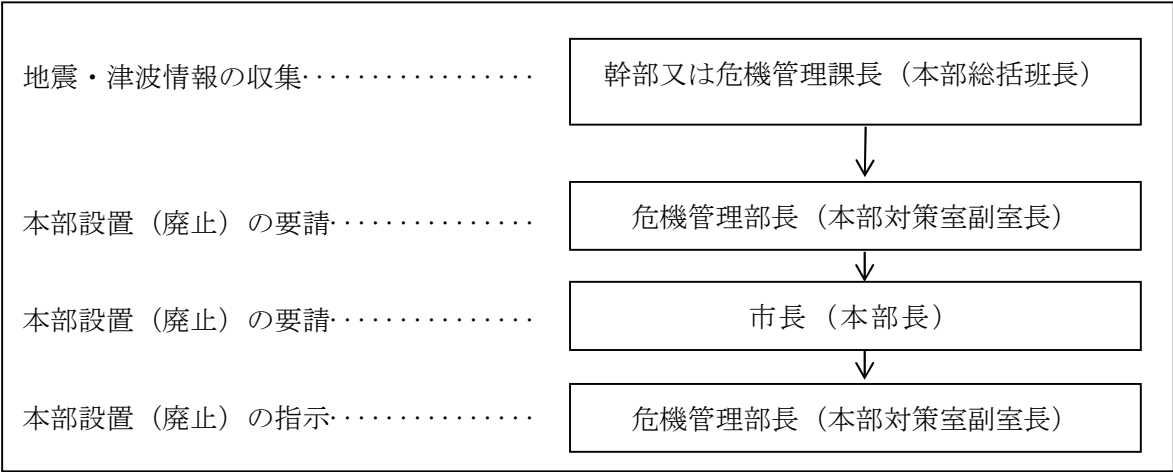 地震・津波情報の収集‥‥‥‥‥‥‥‥‥ 幹部又は危機管理課長（本部総括班長）
本部設置（廃止）の要請‥‥‥‥‥‥‥‥ 危機管理部長（本部対策室副室長）
本部設置（廃止）の要請‥‥‥‥‥‥‥‥ 市長（本部長）
本部設置（廃止）の指示‥‥‥‥‥‥‥‥ 危機管理部長（本部対策室副室長）